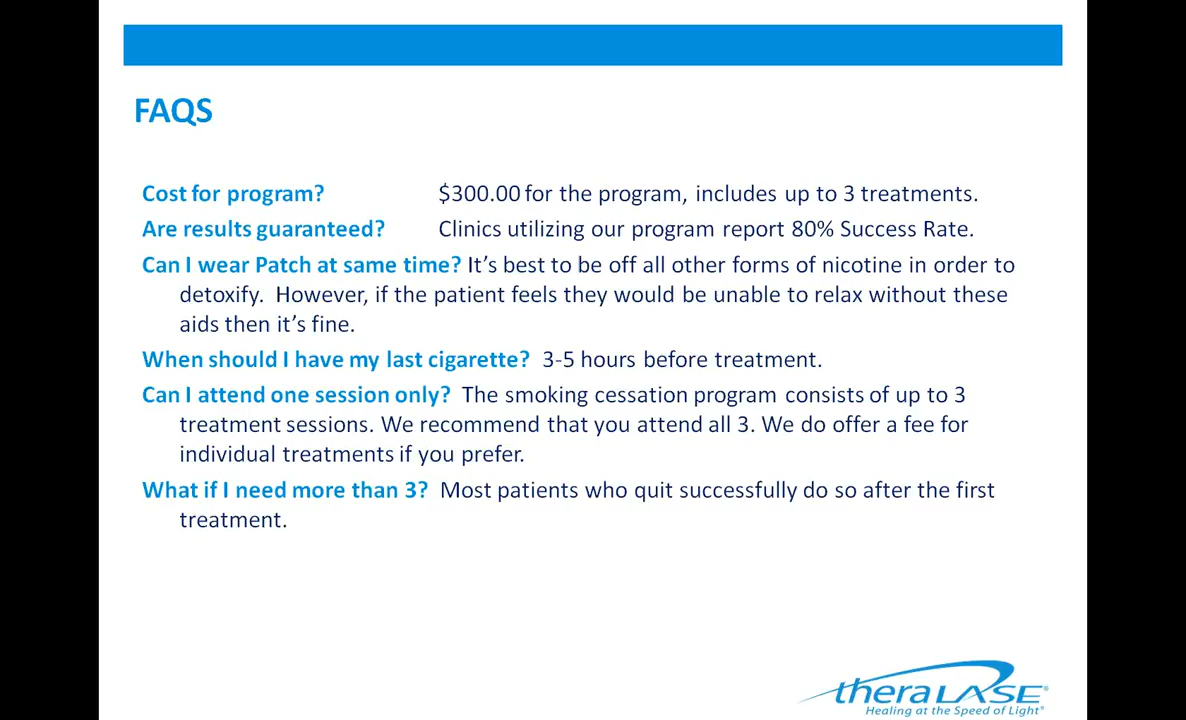 FAQS
Cost for program? $300.00 for the program, includes up to 3 treatments.
Are results guaranteed? Clinics utilizing our program report 80% Success Rate.
Can I wear Patch at same time? It's best to be off all other forms of nicotine in order to
detoxify. However, if the patient feels they would be unable to relax without these
aids then it's fine.
When should I have my last cigarette? 3-5 hours before treatment.
Can I attend one session only? The smoking cessation program consists of up to 3
treatment sessions. We recommend that you attend all 3. We do offer a fee for
individual treatments if you prefer.
What if I need more than 3? Most patients who quit successfully do so after the first
treatment.
theraLASE®
Healing at the Speed of Light®